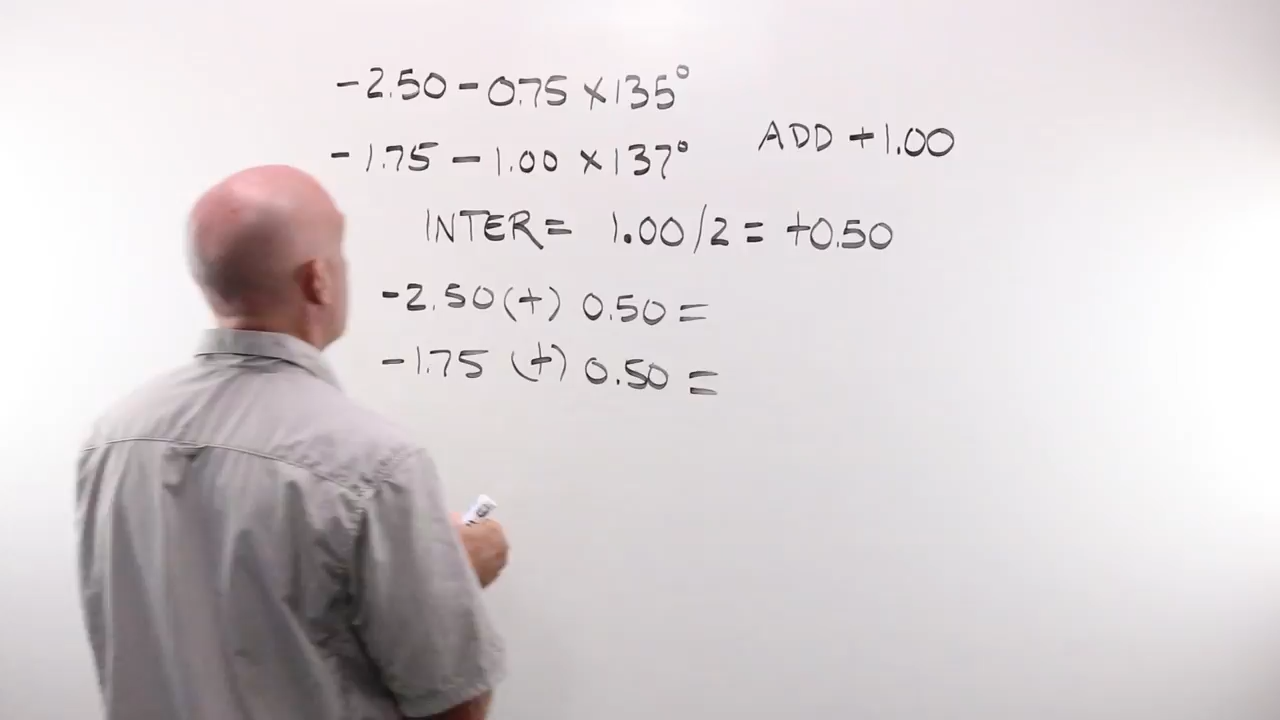 -2.50 - 0.75 × 135°
-1.75 - 1.00 × 137°
ADD +1.00
INTER = 1.00/2 = +0.50
-2.50 (+) 0.50 =
-1.75 (+) 0.50 =